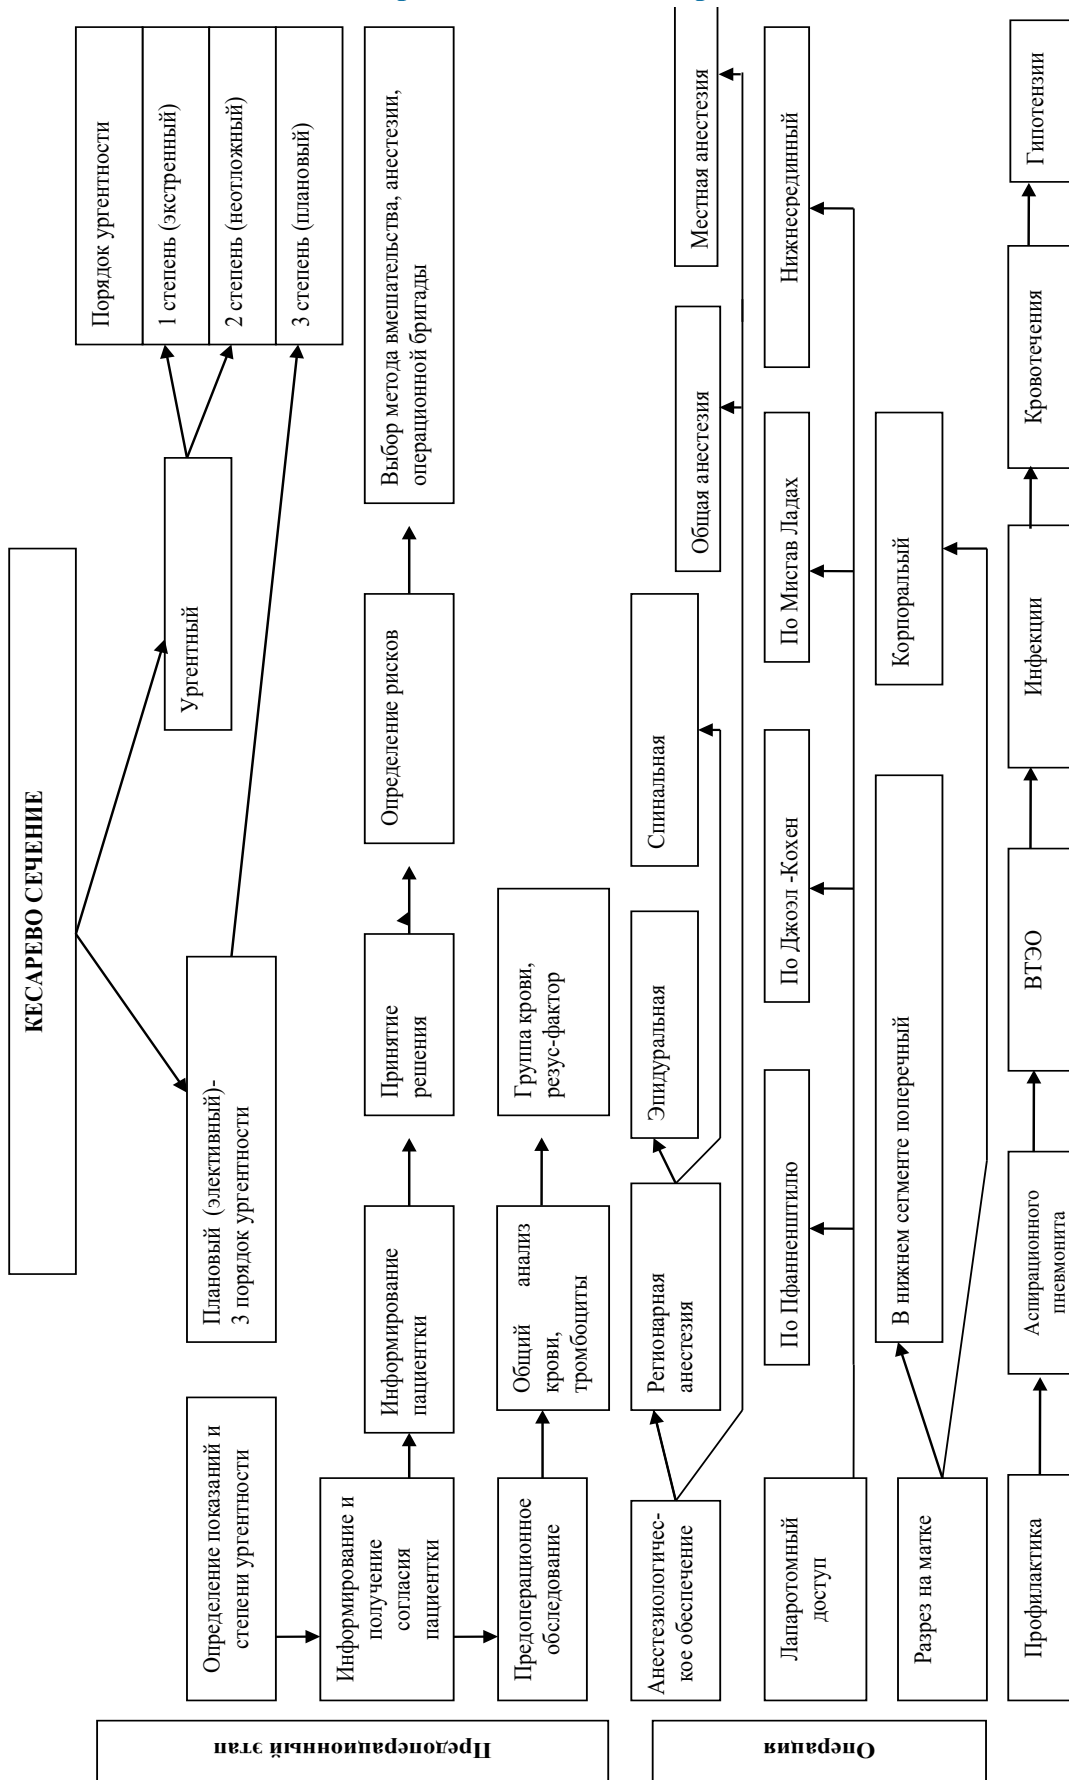 КЕСАРЕВО СЕЧЕНИЕ
Порядок ургентности
1 степень (экстренный)
2 степень (неотложный)
3 степень (плановый)
Ургентный
Плановый (элективный)-
3 порядок ургентности
Предоперационный этап
Определение показаний и
степени ургентности
Информирование и
получение
согласия
пациентки
Информирование
пациентки
Принятие
решения
Определение рисков
Выбор метода вмешательства, анестезии,
операционной бригады
Предоперационное
обследование
Общий анализ
крови,
тромбоциты
Группа крови,
резус-фактор
Операция
Анестезиологичес-
кое обеспечение
Регионарная
анестезия
Эпидуральная
Спинальная
Общая анестезия
Местная анестезия
Лапаротомный
доступ
По Пфанненштилю
По Джоэл -Кохен
По Мисгав Ладах
Нижнесрединный
Разрез на матке
В нижнем сегменте поперечный
Корпоральый
Профилактика
Аспирационного
пневмонита
ВТЭО
Инфекции
Кровотечения
Гипотензии